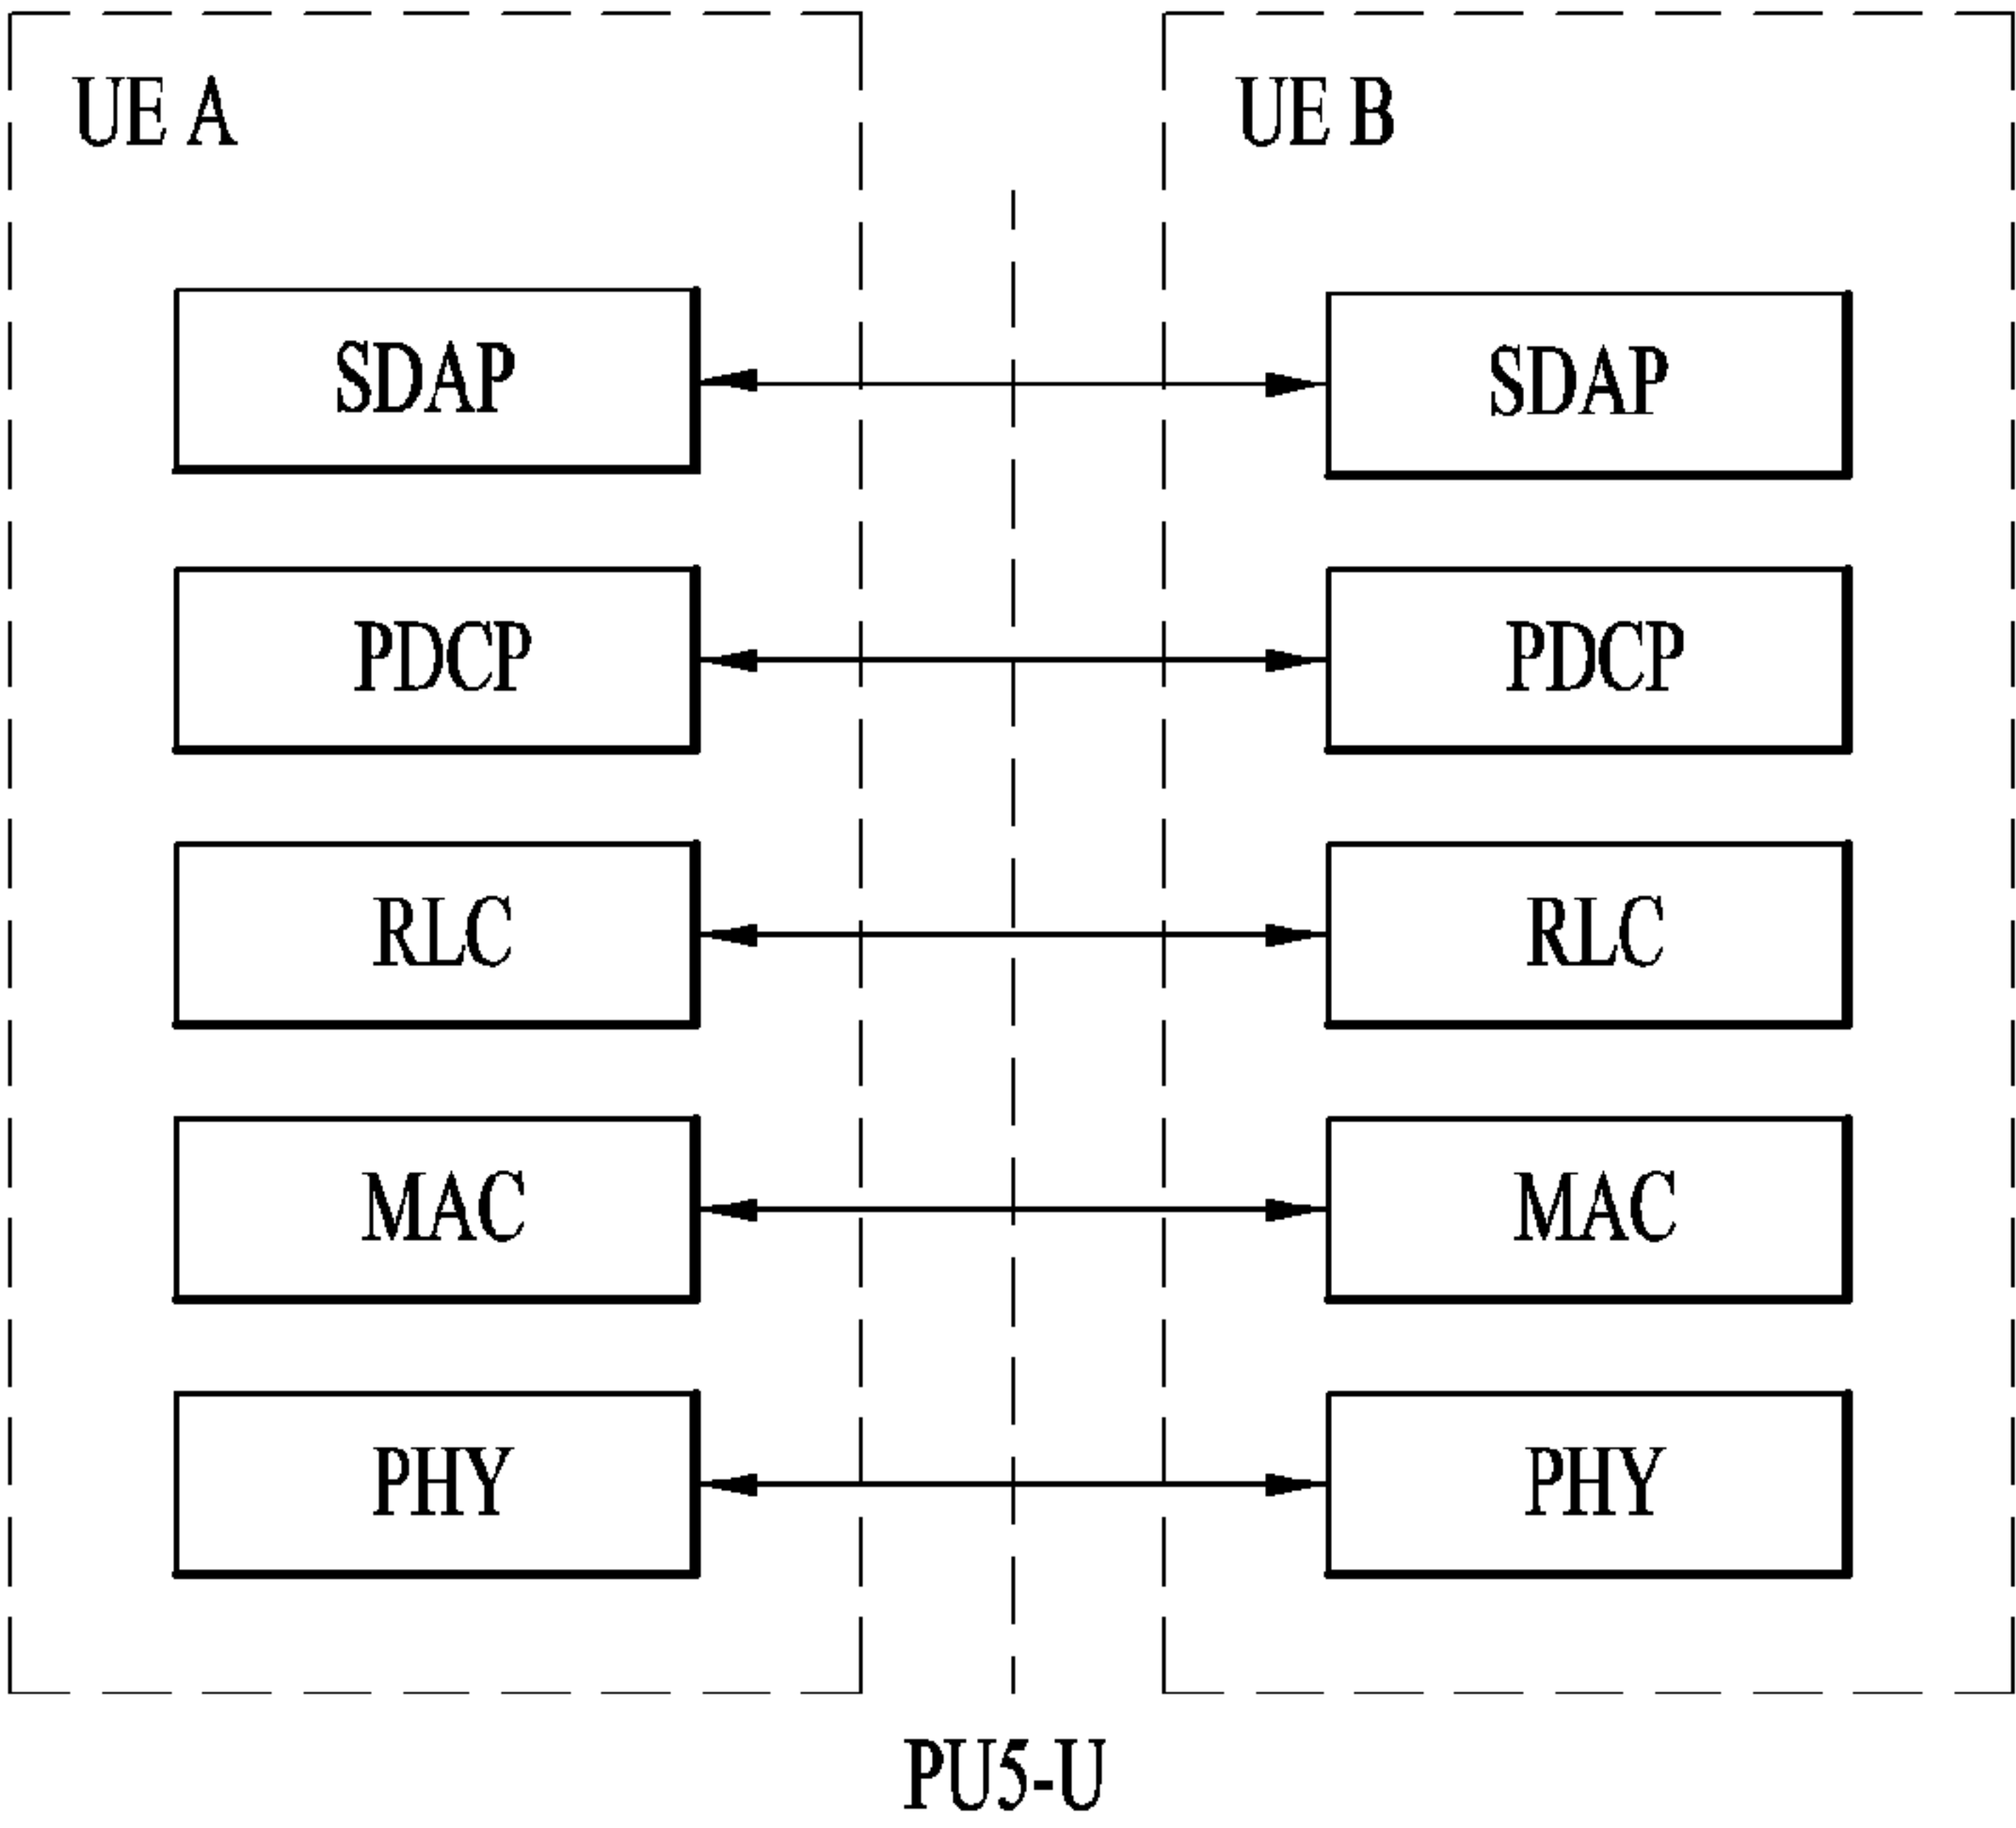 UE A
UE B
SDAP
SDAP
PDCP
PDCP
RLC
RLC
MAC
MAC
PHY
PHY
PU5-U